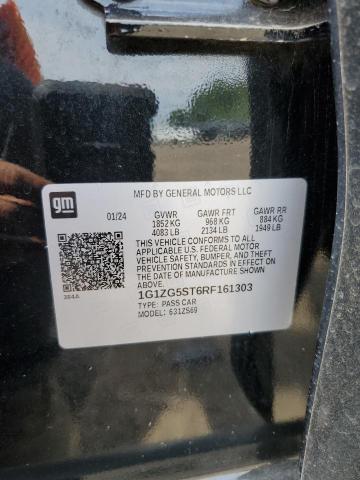 MFD BY GENERAL MOTORS LLC
gm
01/24
GVWR
1852 KG
4083 LB
GAWR FRT
968 KG
2134 LB
GAWR RR
884 KG
1949 LB
THIS VEHICLE CONFORMS TO ALL
APPLICABLE U.S. FEDERAL MOTOR
VEHICLE SAFETY, BUMPER, AND THEFT
PREVENTION STANDARDS IN EFFECT ON
THE DATE OF MANUFACTURE SHOWN
ABOVE.
1G1ZG5ST6RF161303
TYPE: PASS CAR
MODEL: 631ZS69